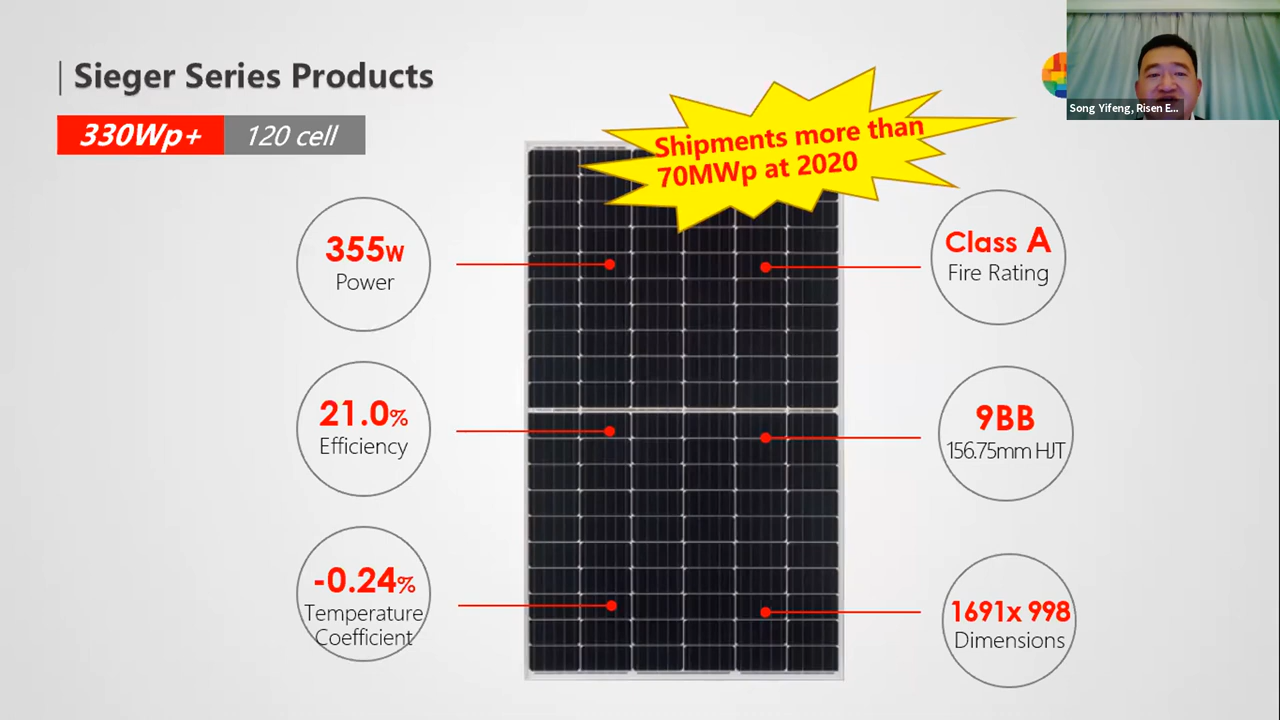 Sieger Series Products
330Wp+ 120 cell
Shipments more than
70MWp at 2020
Song Yifeng, Risen E...
355W
Power
21.0%
Efficiency
-0.24%
Temperature
Coefficient
Class A
Fire Rating
9BB
156.75mm HJT
1691x 998
Dimensions